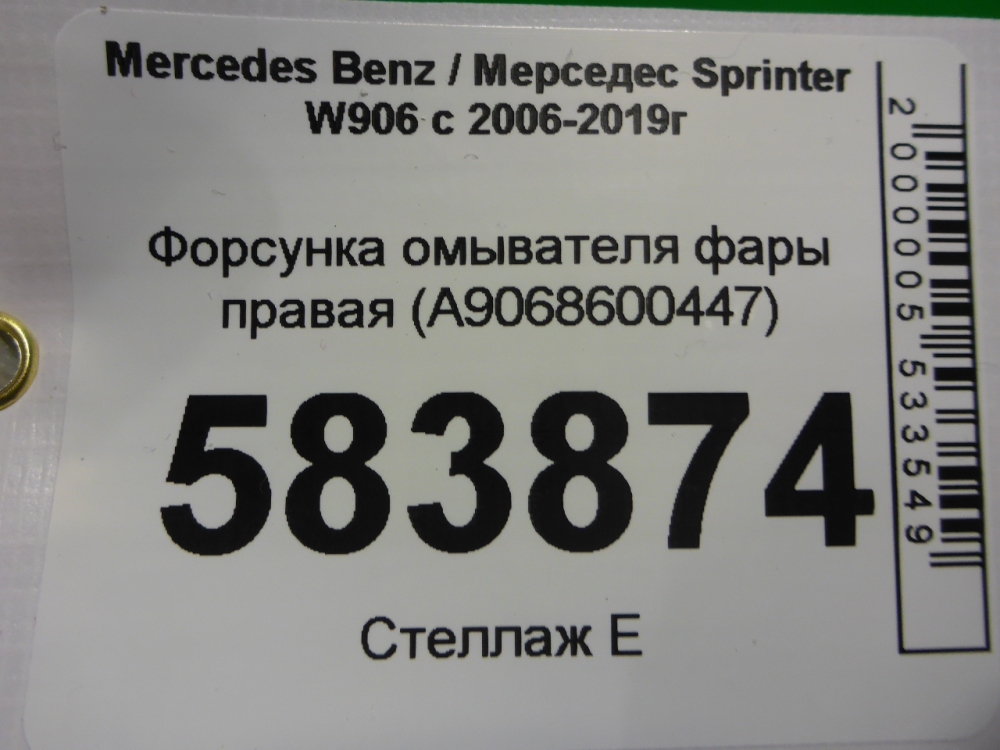 Mercedes Benz / Мерседес Sprinter
W906 с 2006-2019г
Форсунка омывателя фары
правая (A9068600447)
583874
Стеллаж E
2000005533549